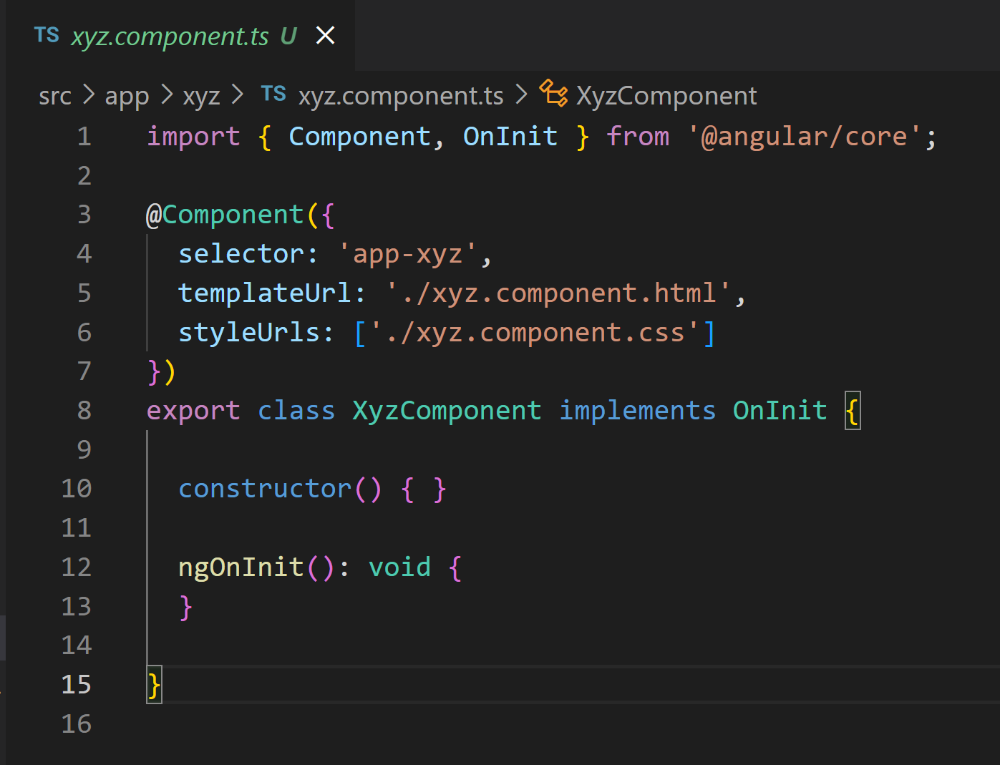 TS xyz.component.ts U
src > app > xyz > TS xyz.component.ts > XyzComponent
1 import { Component, OnInit } from '@angular/core';
2
3 @Component({
4   selector: 'app-xyz',
5   templateUrl: './xyz.component.html',
6   styleUrls: ['./xyz.component.css']
7 })
8 export class XyzComponent implements OnInit {
9
10   constructor() { }
11
12   ngOnInit(): void {
13   }
14
15 }
16